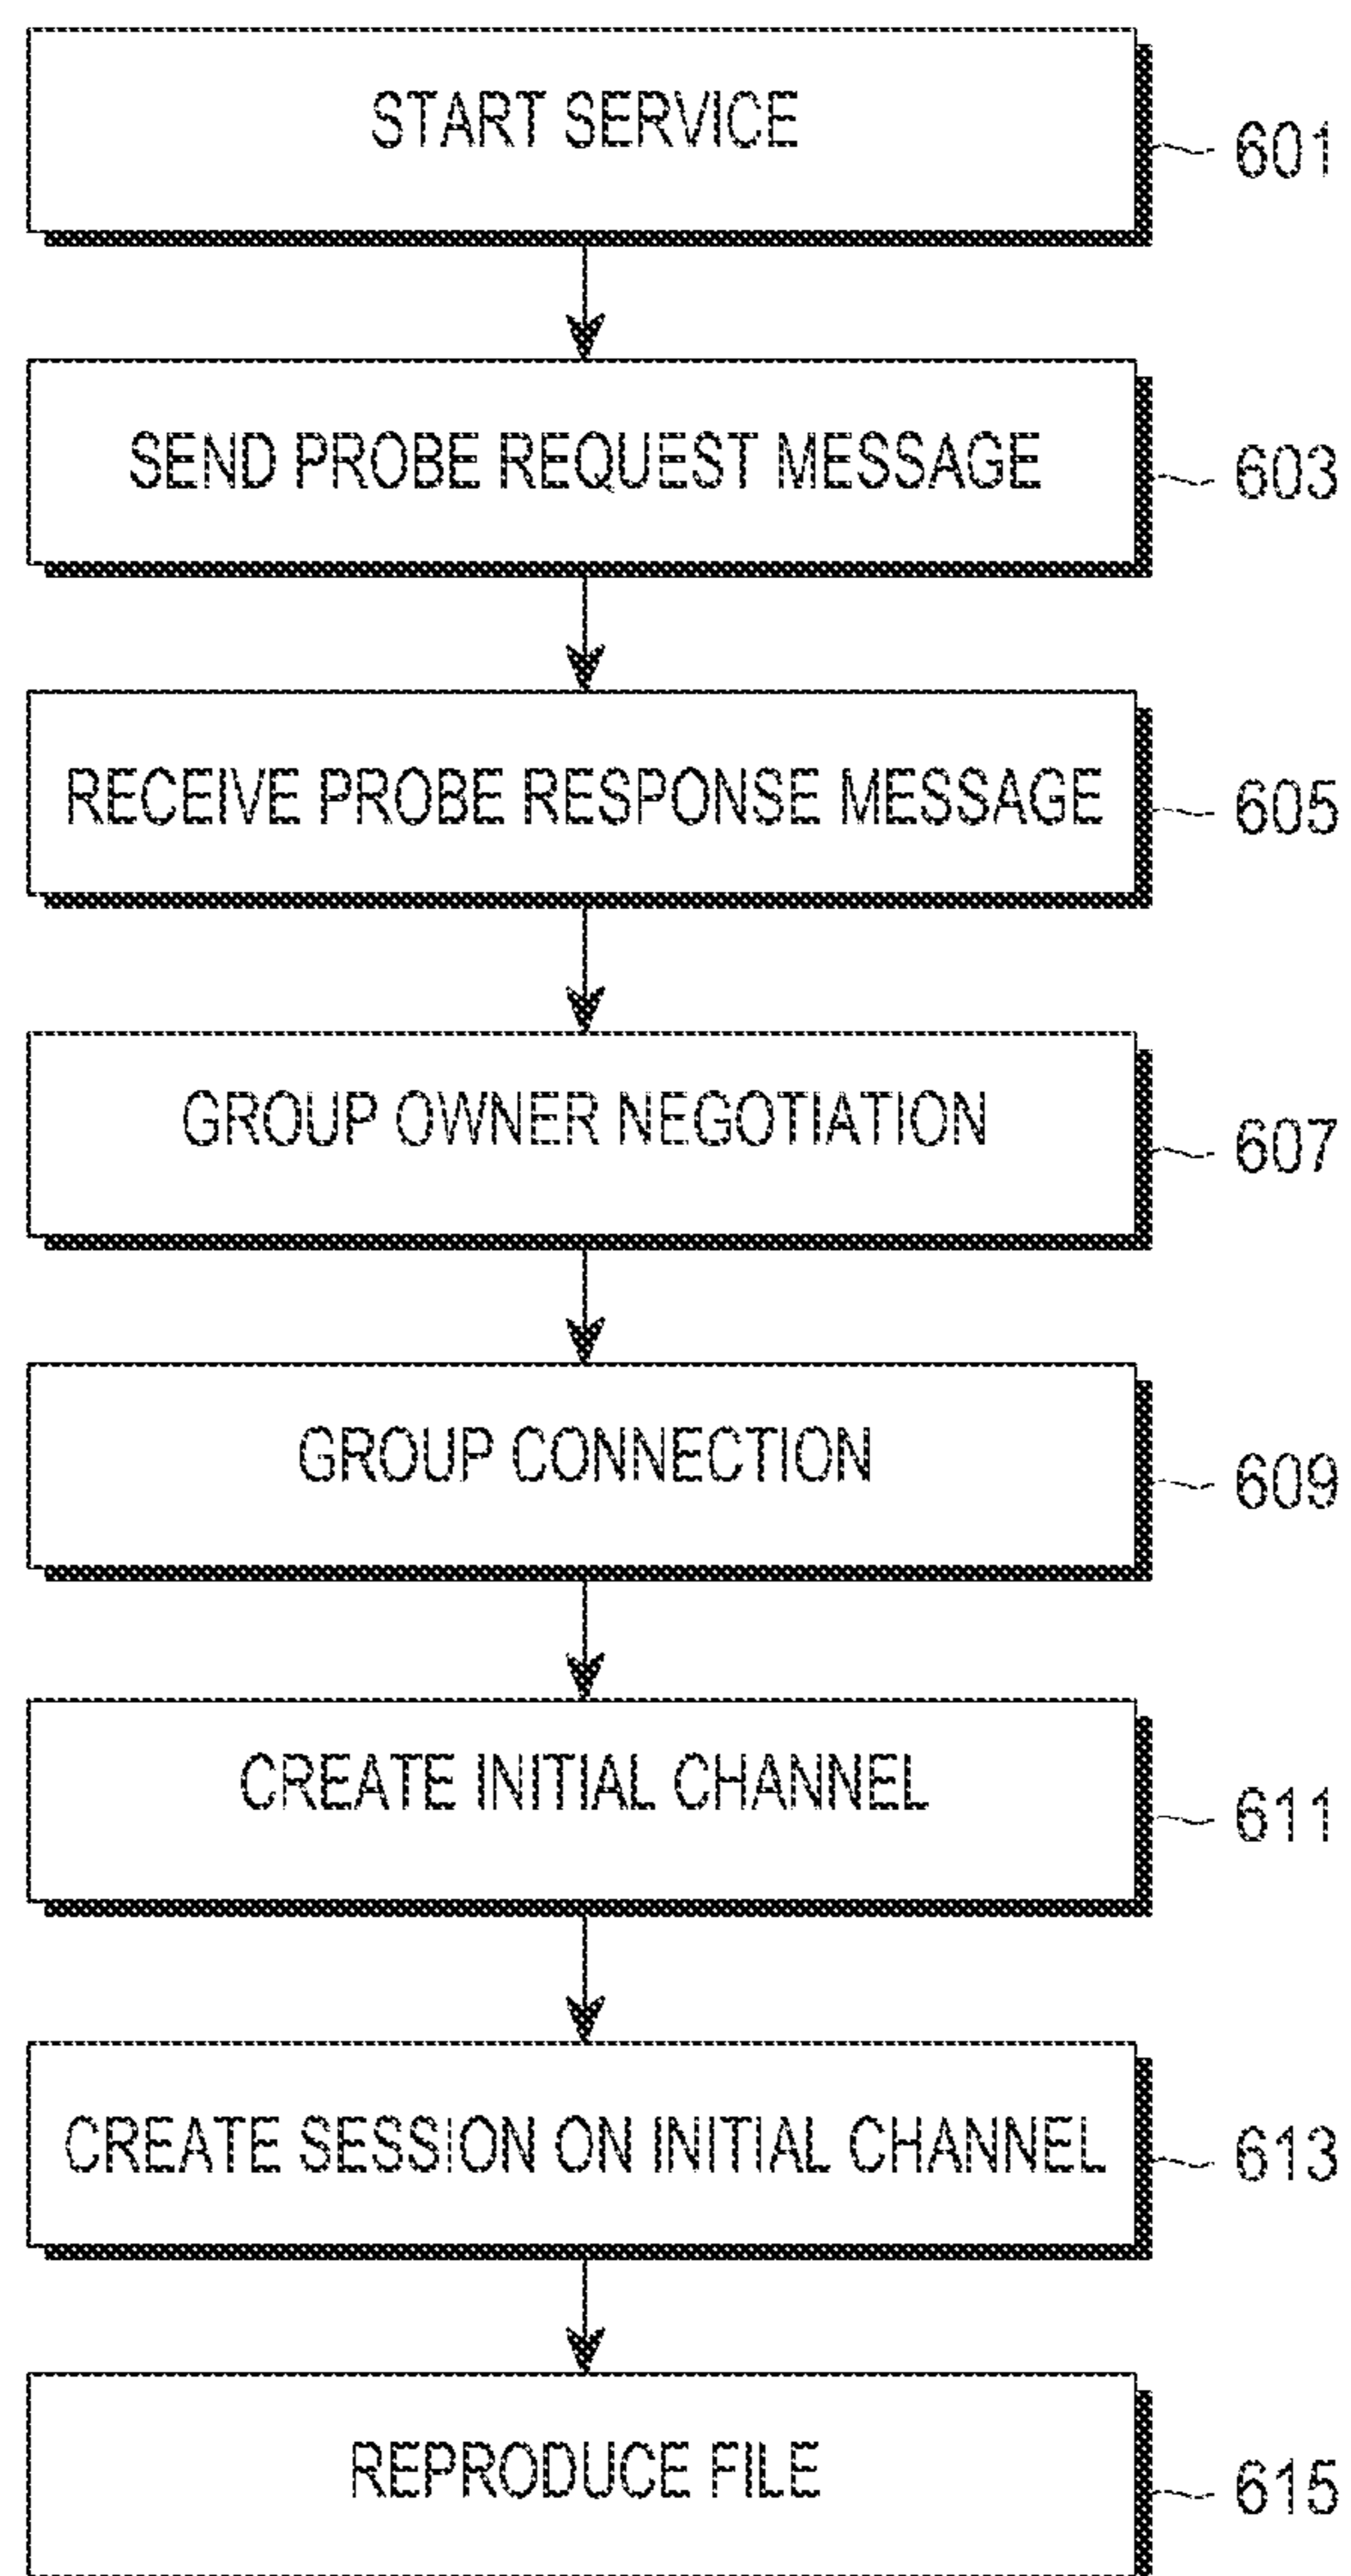 START SERVICE
601
SEND PROBE REQUEST MESSAGE
603
RECEIVE PROBE RESPONSE MESSAGE
605
GROUP OWNER NEGOTIATION
607
GROUP CONNECTION
609
CREATE INITIAL CHANNEL
611
CREATE SESSION ON INITIAL CHANNEL
613
REPRODUCE FILE
615